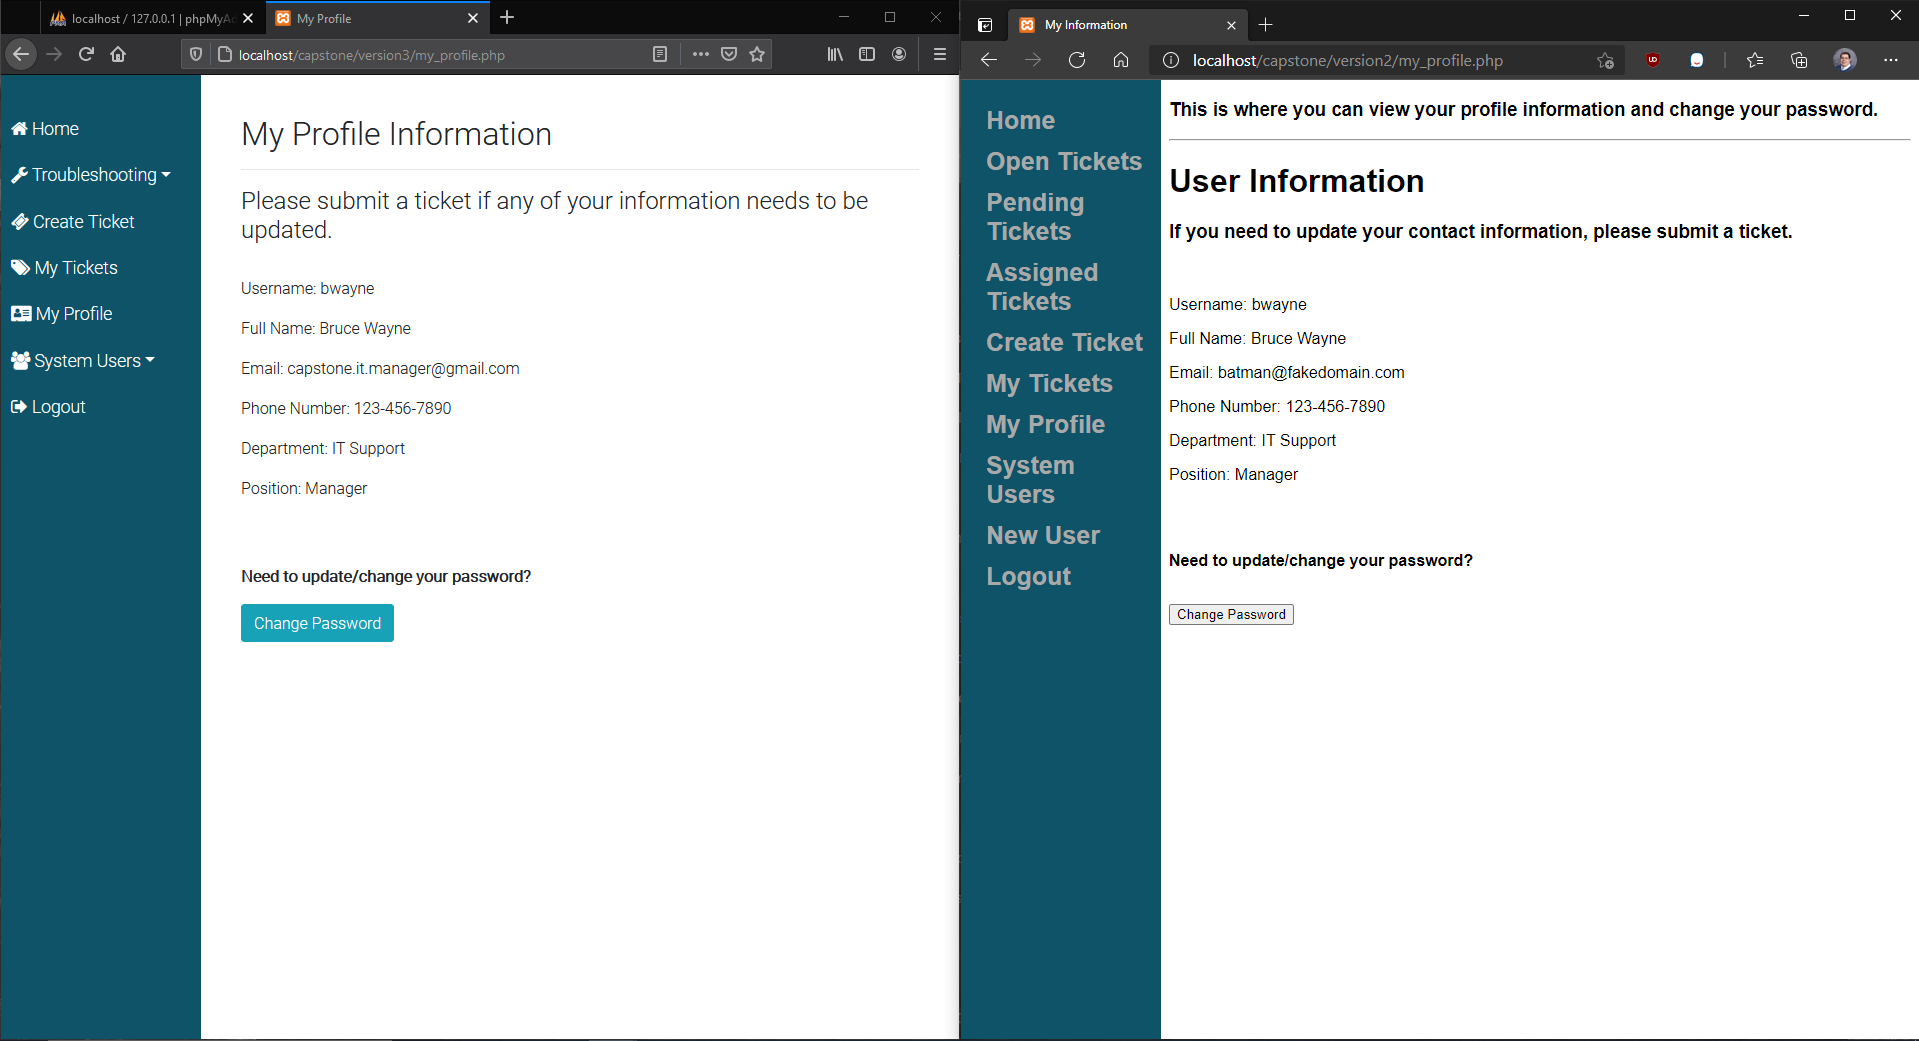 localhost / 127.0.0.1 | phpMyAd
My Profile
localhost/capstone/version3/my_profile.php
Home
Troubleshooting
Create Ticket
My Tickets
My Profile
System Users
Logout
My Profile Information
Please submit a ticket if any of your information needs to be
updated.
Username: bwayne
Full Name: Bruce Wayne
Email: capstone.it.manager@gmail.com
Phone Number: 123-456-7890
Department: IT Support
Position: Manager
Need to update/change your password?
Change Password
My Information
localhost/capstone/version2/my_profile.php
Home
Open Tickets
Pending
Tickets
Assigned
Tickets
Create Ticket
My Tickets
My Profile
System
Users
New User
Logout
This is where you can view your profile information and change your password.
User Information
If you need to update your contact information, please submit a ticket.
Username: bwayne
Full Name: Bruce Wayne
Email: batman@fakedomain.com
Phone Number: 123-456-7890
Department: IT Support
Position: Manager
Need to update/change your password?
Change Password